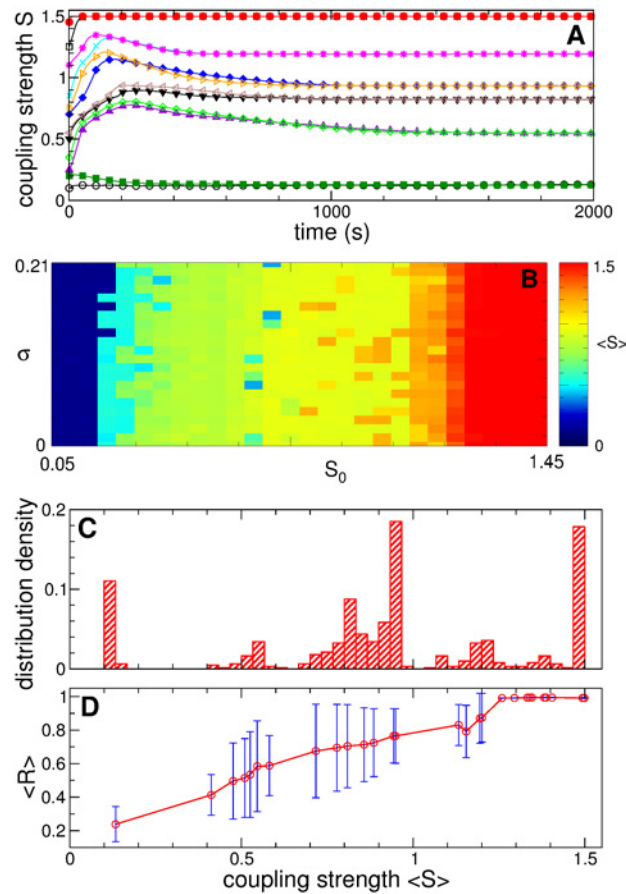 1.5
1
0.5
0
coupling strength S
A
0
1000
2000
time (s)
0.21
σ
0
B
0.05
S0
1.45
1.5
<S>
0
0.2
0.1
0
distribution density
C
1
0.8
0.6
0.4
0.2
<R>
D
0
0.5
1
1.5
coupling strength <S>